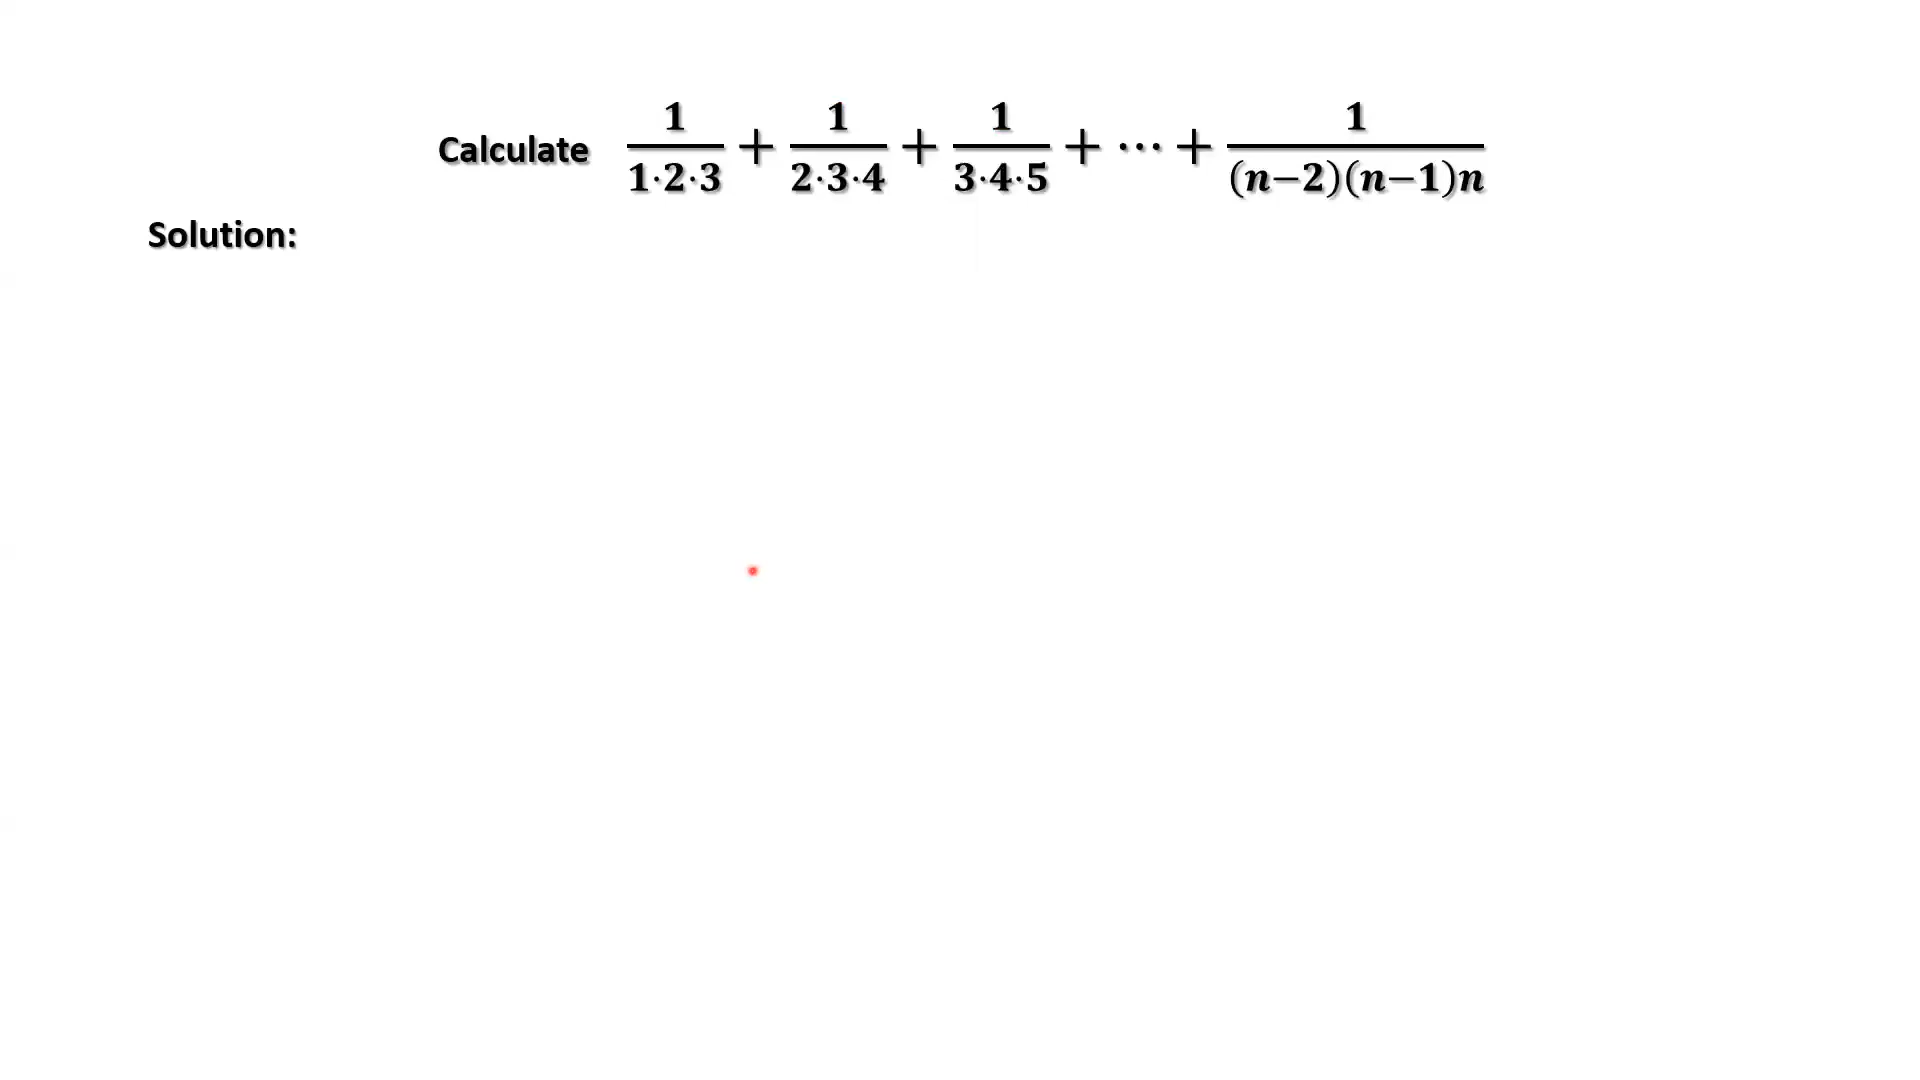 Calculate 1/(1·2·3) + 1/(2·3·4) + 1/(3·4·5) + ⋯ + 1/((n−2)(n−1)n)
Solution: